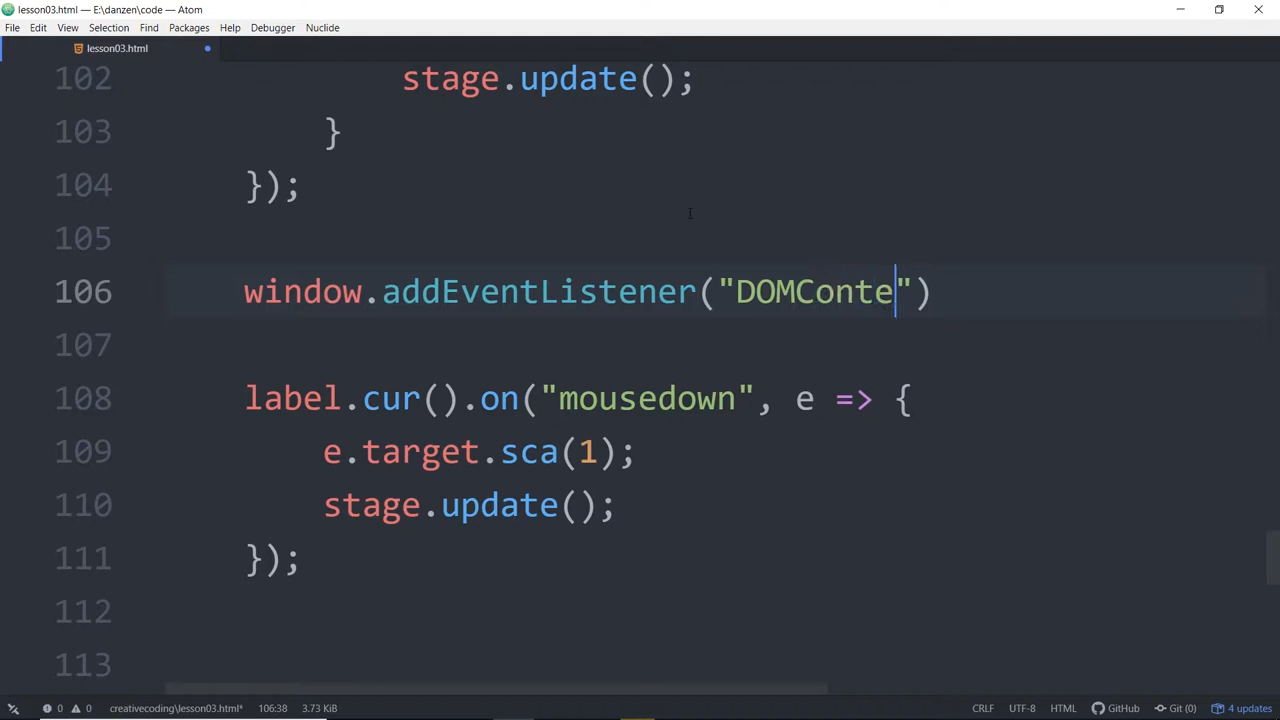 lesson03.html — E:\danzen\code — Atom
File Edit View Selection Find Packages Help Debugger Nuclide
lesson03.html
102 stage.update();
103 }
104 });
105
106 window.addEventListener("DOMConte")
107
108 label.cur().on("mousedown", e => {
109 e.target.sca(1);
110 stage.update();
111 });
112
113
0 0 creativecoding\lesson03.html* 106:38 3.73 KiB CRLF UTF-8 HTML GitHub Git (0) 4 updates